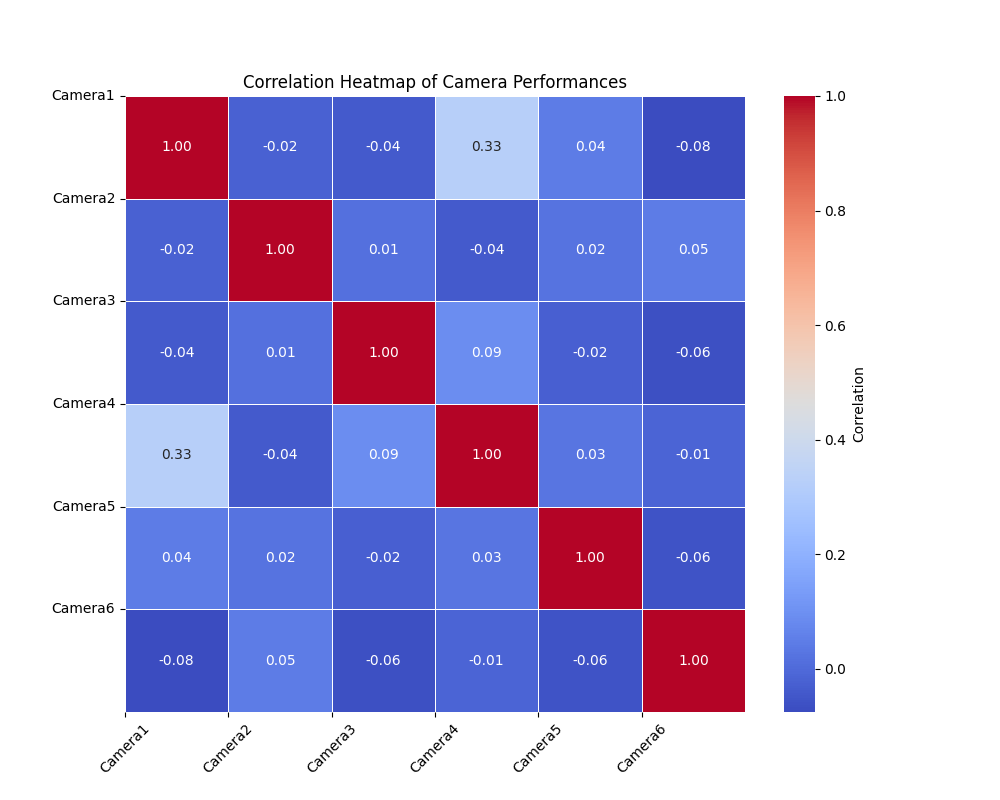 Correlation Heatmap of Camera Performances
Camera1
1.00 -0.02 -0.04 0.33 0.04 -0.08
Camera2
-0.02 1.00 0.01 -0.04 0.02 0.05
Camera3
-0.04 0.01 1.00 0.09 -0.02 -0.06
Camera4
0.33 -0.04 0.09 1.00 0.03 -0.01
Camera5
0.04 0.02 -0.02 0.03 1.00 -0.06
Camera6
-0.08 0.05 -0.06 -0.01 -0.06 1.00
Camera1 Camera2 Camera3 Camera4 Camera5 Camera6
1.0
0.8
0.6
0.4
0.2
0.0
Correlation